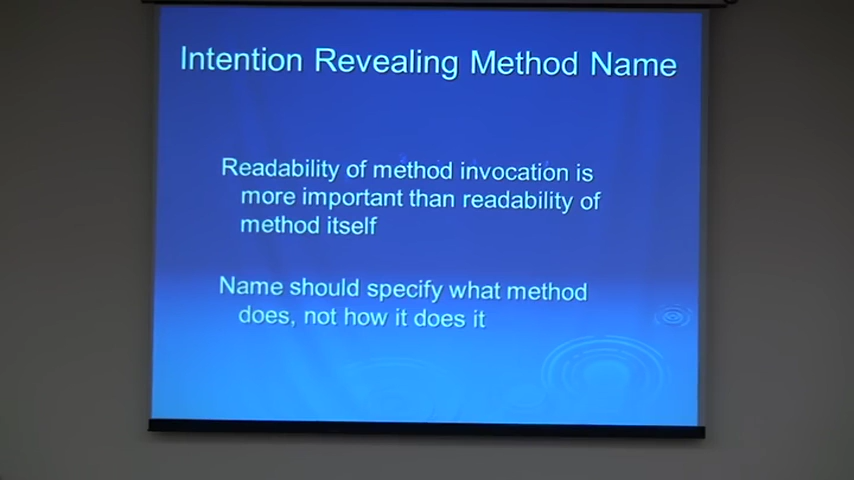 Intention Revealing Method Name
Readability of method invocation is
more important than readability of
method itself
Name should specify what method
does, not how it does it